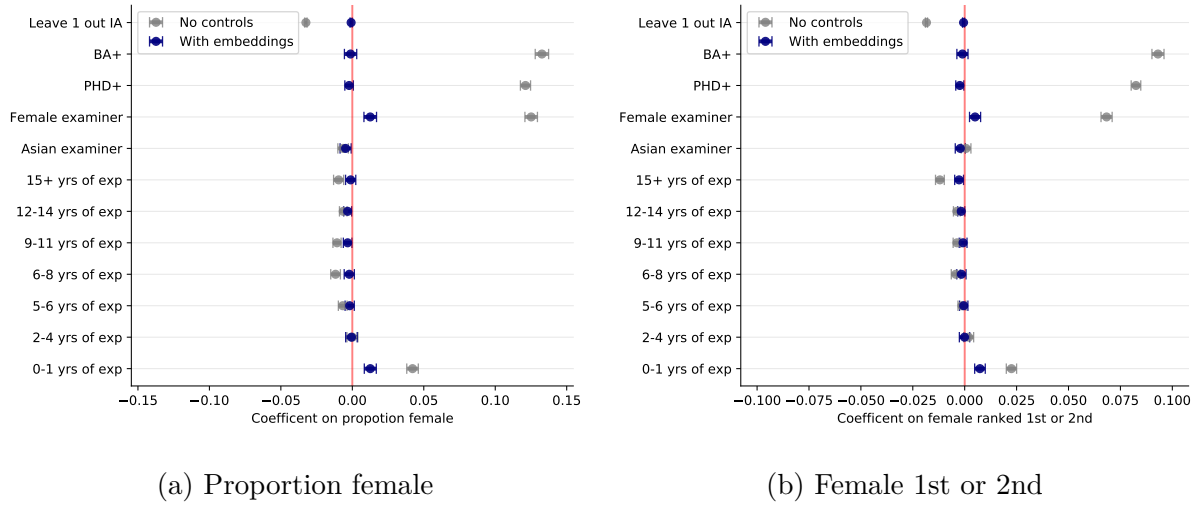 Leave 1 out IA
BA+
PHD+
Female examiner
Asian examiner
15+ yrs of exp
12-14 yrs of exp
9-11 yrs of exp
6-8 yrs of exp
5-6 yrs of exp
2-4 yrs of exp
0-1 yrs of exp
No controls
With embeddings
−0.15 −0.10 −0.05 0.00 0.05 0.10 0.15
Coefficent on propotion female
(a) Proportion female
Leave 1 out IA
BA+
PHD+
Female examiner
Asian examiner
15+ yrs of exp
12-14 yrs of exp
9-11 yrs of exp
6-8 yrs of exp
5-6 yrs of exp
2-4 yrs of exp
0-1 yrs of exp
No controls
With embeddings
−0.100 −0.075 −0.050 −0.025 0.000 0.025 0.050 0.075 0.100
Coefficent on female ranked 1st or 2nd
(b) Female 1st or 2nd